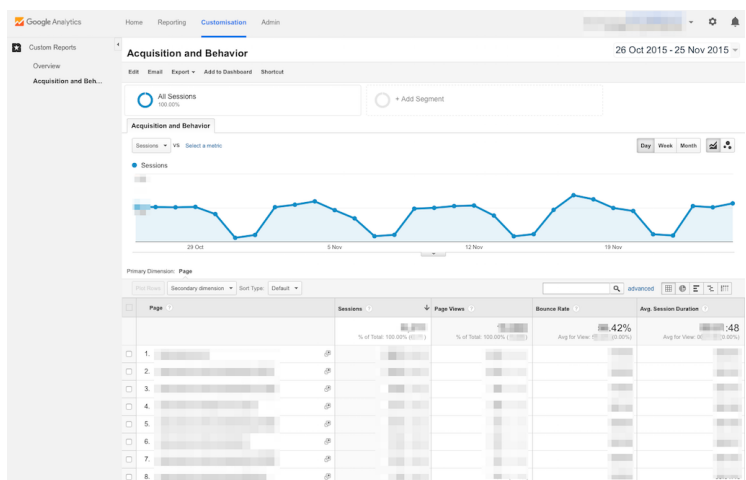 Google Analytics
Home Reporting Customisation Admin
Custom Reports
Overview
Acquisition and Beh...
Acquisition and Behavior
26 Oct 2015 - 25 Nov 2015
Edit Email Export Add to Dashboard Shortcut
All Sessions
100.00%
+ Add Segment
Acquisition and Behavior
Sessions VS Select a metric
Day Week Month
Sessions
29 Oct 5 Nov 12 Nov 19 Nov
Primary Dimension: Page
Plot Rows Secondary dimension Sort Type: Default advanced
Page Sessions Page Views Bounce Rate Avg. Session Duration
.42% :48
% of Total: 100.00% ( ) % of Total: 100.00% ( ) Avg for View: (0.00%) Avg for View: (0.00%)
1.
2.
3.
4.
5.
6.
7.
8.